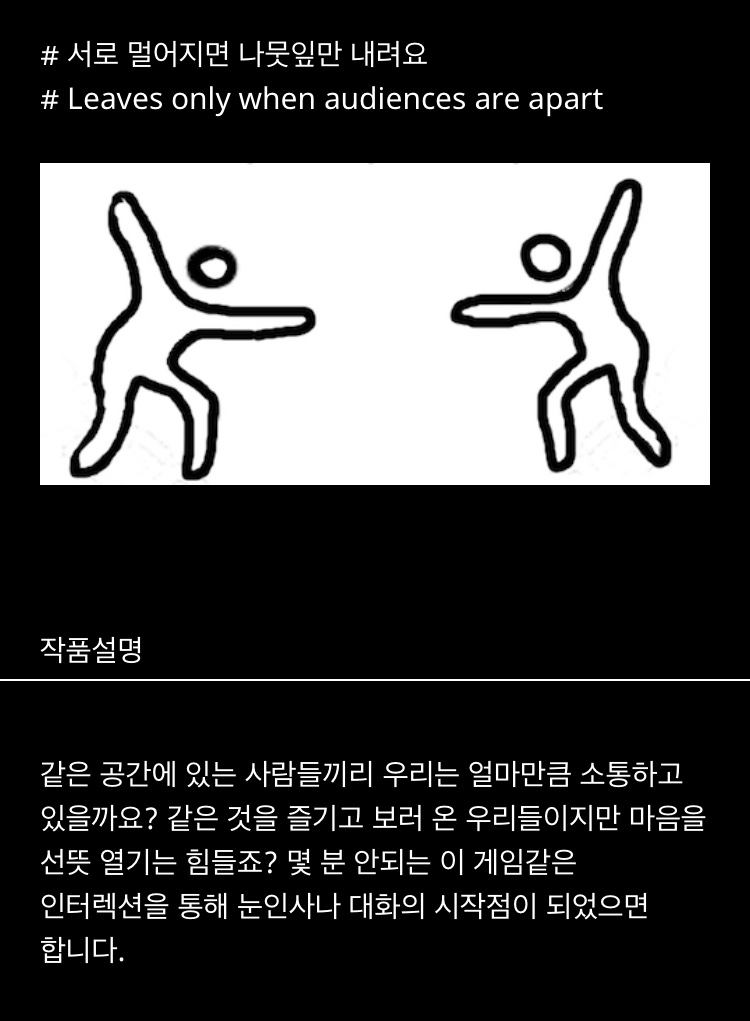 # 서로 멀어지면 나뭇잎만 내려요
# Leaves only when audiences are apart
작품설명
같은 공간에 있는 사람들끼리 우리는 얼마만큼 소통하고
있을까요? 같은 것을 즐기고 보러 온 우리들이지만 마음을
선뜻 열기는 힘들죠? 몇 분 안되는 이 게임같은
인터렉션을 통해 눈인사나 대화의 시작점이 되었으면
합니다.